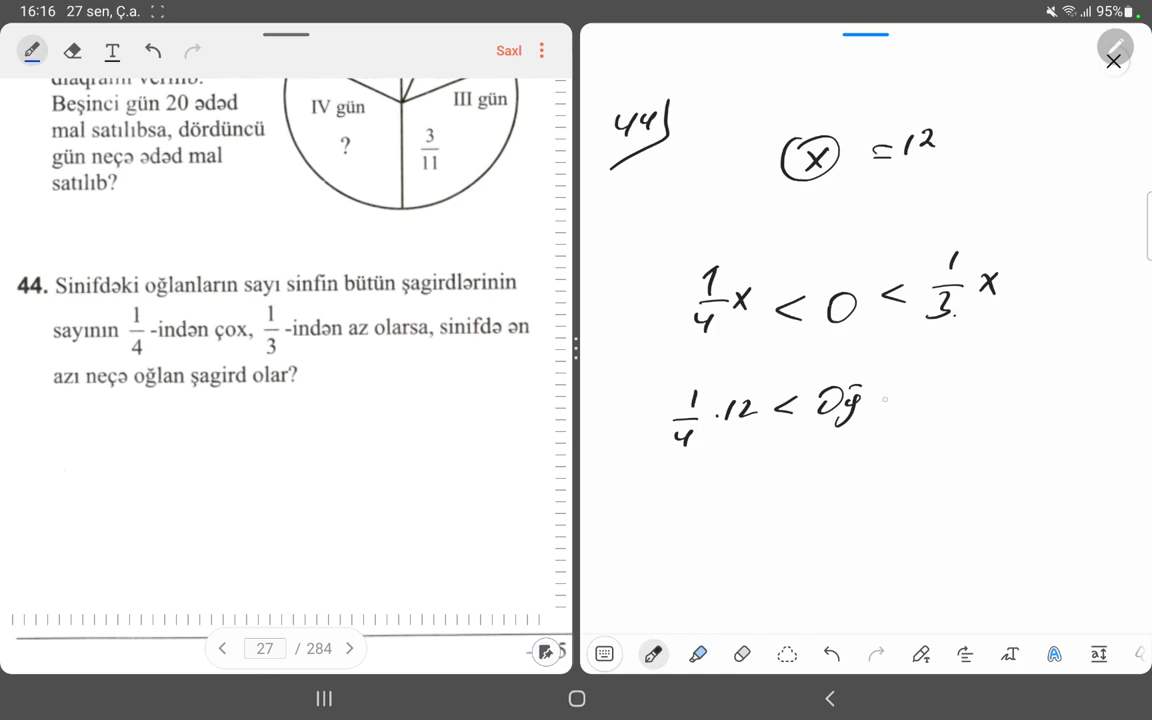 16:16 27 sen, Ç.a. 95%
T Saxl
diaqramı verilib.
Beşinci gün 20 ədəd
mal satılıbsa, dördüncü
gün neçə ədəd mal
satılıb?
IV gün
?
III gün
3/11
44. Sinifdəki oğlanların sayı sinfin bütün şagirdlərinin
sayının 1/4 -indən çox, 1/3 -indən az olarsa, sinifdə ən
azı neçə oğlan şagird olar?
27 / 284
44)
x = 12
1/4 x < 0 < 1/3 x
1/4 . 12 < Oğ